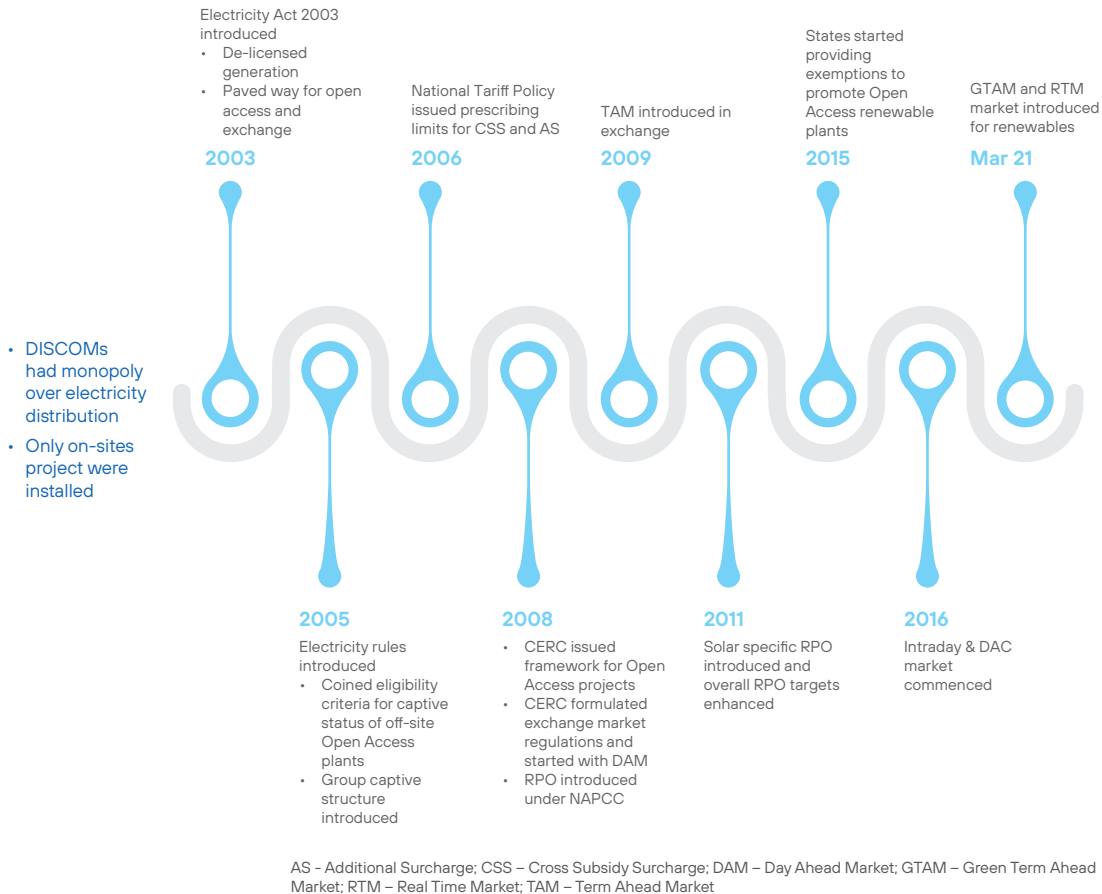 Electricity Act 2003
introduced
• De-licensed
generation
• Paved way for open
access and
exchange
2003
National Tariff Policy
issued prescribing
limits for CSS and AS
2006
TAM introduced in
exchange
2009
States started
providing
exemptions to
promote Open
Access renewable
plants
2015
GTAM and RTM
market introduced
for renewables
Mar 21
• DISCOMs
had monopoly
over electricity
distribution
• Only on-sites
project were
installed
2005
Electricity rules
introduced
• Coined eligibility
criteria for captive
status of off-site
Open Access
plants
• Group captive
structure
introduced
2008
• CERC issued
framework for Open
Access projects
• CERC formulated
exchange market
regulations and
started with DAM
• RPO introduced
under NAPCC
2011
Solar specific RPO
introduced and
overall RPO targets
enhanced
2016
Intraday & DAC
market
commenced
AS - Additional Surcharge; CSS – Cross Subsidy Surcharge; DAM – Day Ahead Market; GTAM – Green Term Ahead
Market; RTM – Real Time Market; TAM – Term Ahead Market